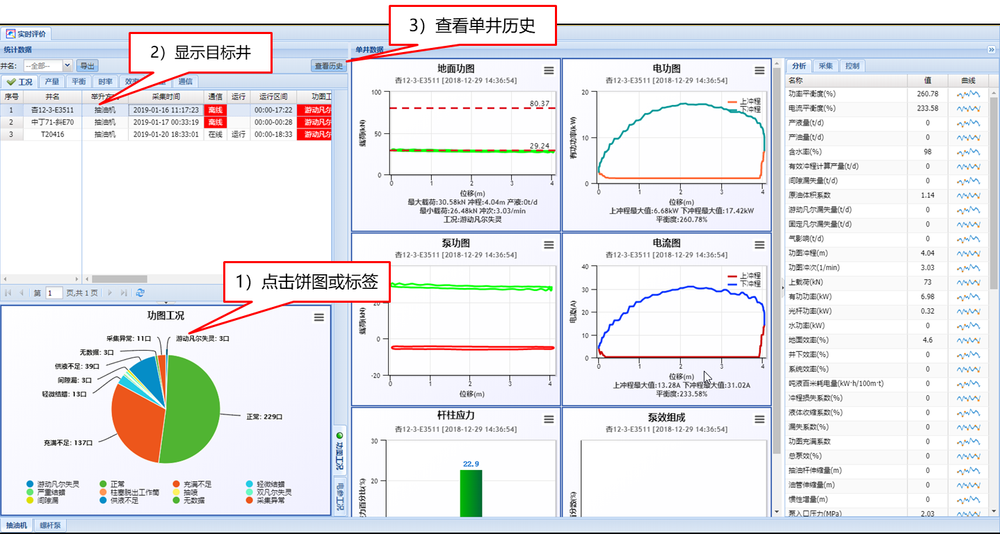 3）查看单井历史
实时评价
2）显示目标井
统计数据
井名: --全部-- 导出
查看历史
工况 产量 平衡 时率 通信
序号 井名 采集时间 通信 运行 运行区间
1 杏12-3-E3511 抽油机 2019-01-16 11:17:23 离线 00:00-17:22
2 中丁71-斜E70 抽油机 2019-01-17 00:33:19 离线 00:00-00:28
3 T20416 抽油机 2019-01-20 18:33:01 在线 运行 00:00-18:33
第 1 页,共 1 页
1）点击饼图或标签
功图工况
采集异常: 11口
游动凡尔失灵: 3口
无数据: 3口
供液不足: 39口
间隙漏: 3口
轻微结蜡: 13口
正常: 229口
充满不足: 137口
游动凡尔失灵 正常 充满不足 轻微结蜡
严重结蜡 柱塞脱出工作筒 抽喷 双凡尔失灵
间隙漏 供液不足 无数据 采集异常
功图工况
电参工况
抽油机 螺杆泵
单井数据
地面功图
杏12-3-E3511 [2018-12-29 14:36:54]
100
80.37
载荷(kN)
50
29.24
0
0 1 2 3 4
位移(m)
最大载荷:30.58kN 冲程:4.04m 产液:0t/d
最小载荷:26.48kN 冲次:3.03/min
工况:游动凡尔失灵
电功图
杏12-3-E3511 [2018-12-29 14:36:54]
20
上冲程
下冲程
有功功率(kW)
10
0
0 1 2 3 4
位移(m)
上冲程最大值:6.68kW 下冲程最大值:17.42kW
平衡度:260.78%
泵功图
杏12-3-E3511 [2018-12-29 14:36:54]
20
载荷(kN)
0
-20
0 1 2 3 4
位移(m)
电流图
杏12-3-E3511 [2018-12-29 14:36:54]
40
上冲程
下冲程
30
电流(A)
20
10
0
0 1 2 3 4
位移(m)
上冲程最大值:13.28A 下冲程最大值:31.02A
平衡度:233.58%
杆柱应力
杏12-3-E3511 [2018-12-29 14:36:54]
30
22.9
20
力百分比(%)
泵效组成
杏12-3-E3511 [2018-12-29 14:36:54]
百分数(%)
分析 采集 控制
名称 值 曲线
功率平衡度(%) 260.78
电流平衡度(%) 233.58
产液量(t/d) 0
产油量(t/d) 0
含水率(%) 98
有效冲程计算产量(t/d) 0
间隙漏失量(t/d) 0
原油体积系数 1.14
游动凡尔漏失量(t/d) 0
固定凡尔漏失量(t/d) 0
气影响(t/d) 0
功图冲程(m) 4.04
功图冲次(1/min) 3.03
上载荷(kN) 73
有功功率(kW) 6.98
光杆功率(kW) 0.32
水功率(kW) 0
地面效率(%) 4.6
井下效率(%) 0
系统效率(%) 0
吨液百米耗电量(kW·h/100m·t) 0
冲程损失系数(%) 0
液体收缩系数(%) 0
漏失系数(%) 0
功图充满系数 0
总泵效(%) 0
抽油杆伸缩量(m) 0
油管伸缩量(m) 0
惯性增量(m) 0
泵入口压力(MPa) 2.03